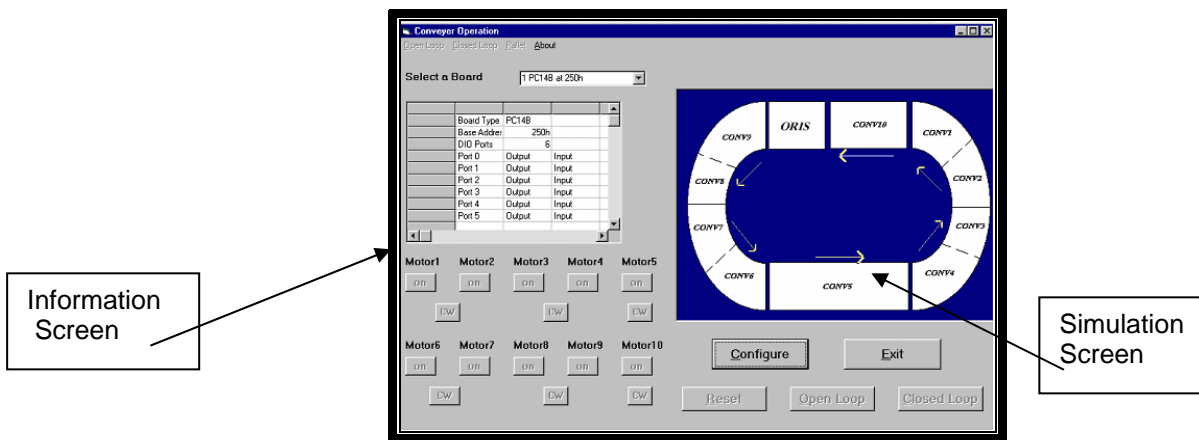 Conveyer Operation
Open Loop Closed Loop Pallet About
Select a Board 1 PC14B at 250h
Board Type PC14B
Base Addres 250h
DIO Ports 6
Port 0 Output Input
Port 1 Output Input
Port 2 Output Input
Port 3 Output Input
Port 4 Output Input
Port 5 Output Input
Motor1 Motor2 Motor3 Motor4 Motor5
on on on on on
CW CW CW
Motor6 Motor7 Motor8 Motor9 Motor10
on on on on on
CW CW CW
CONV9 ORIS CONV10 CONV1
CONV8 CONV2
CONV7 CONV3
CONV6 CONV5 CONV4
Configure Exit
Reset Open Loop Closed Loop
Information
Screen
Simulation
Screen